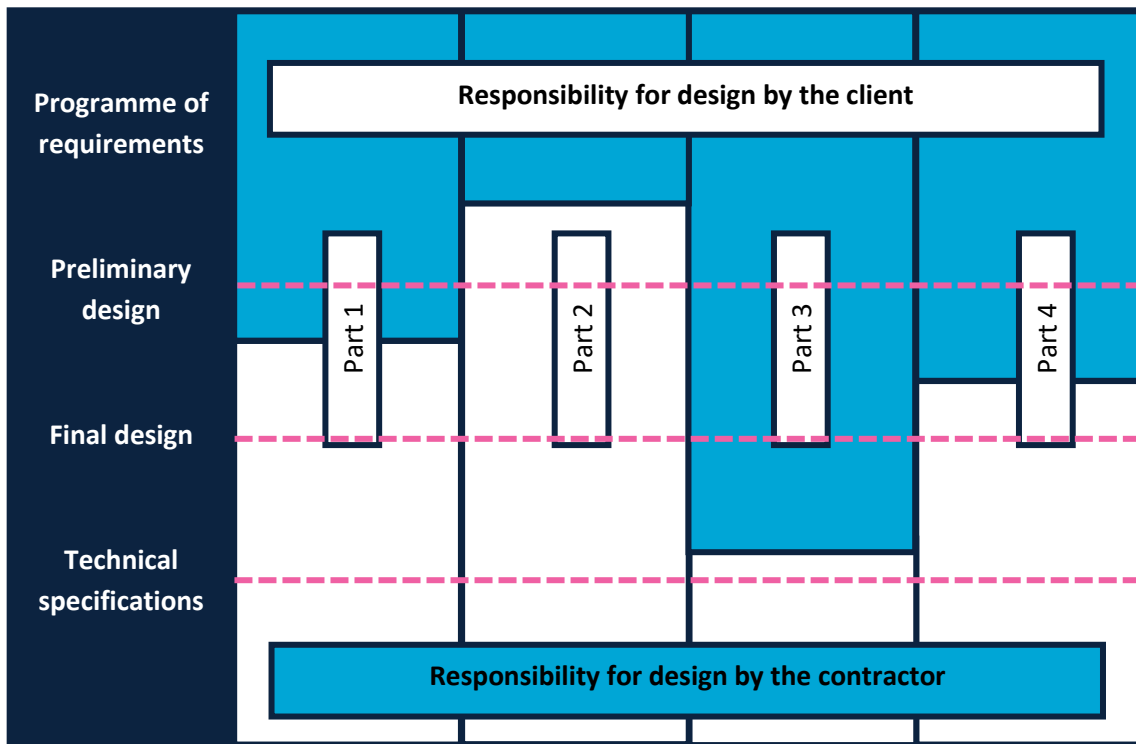 Responsibility for design by the client
Programme of
requirements
Preliminary
design
Part 1
Part 2
Part 3
Part 4
Final design
Technical
specifications
Responsibility for design by the contractor